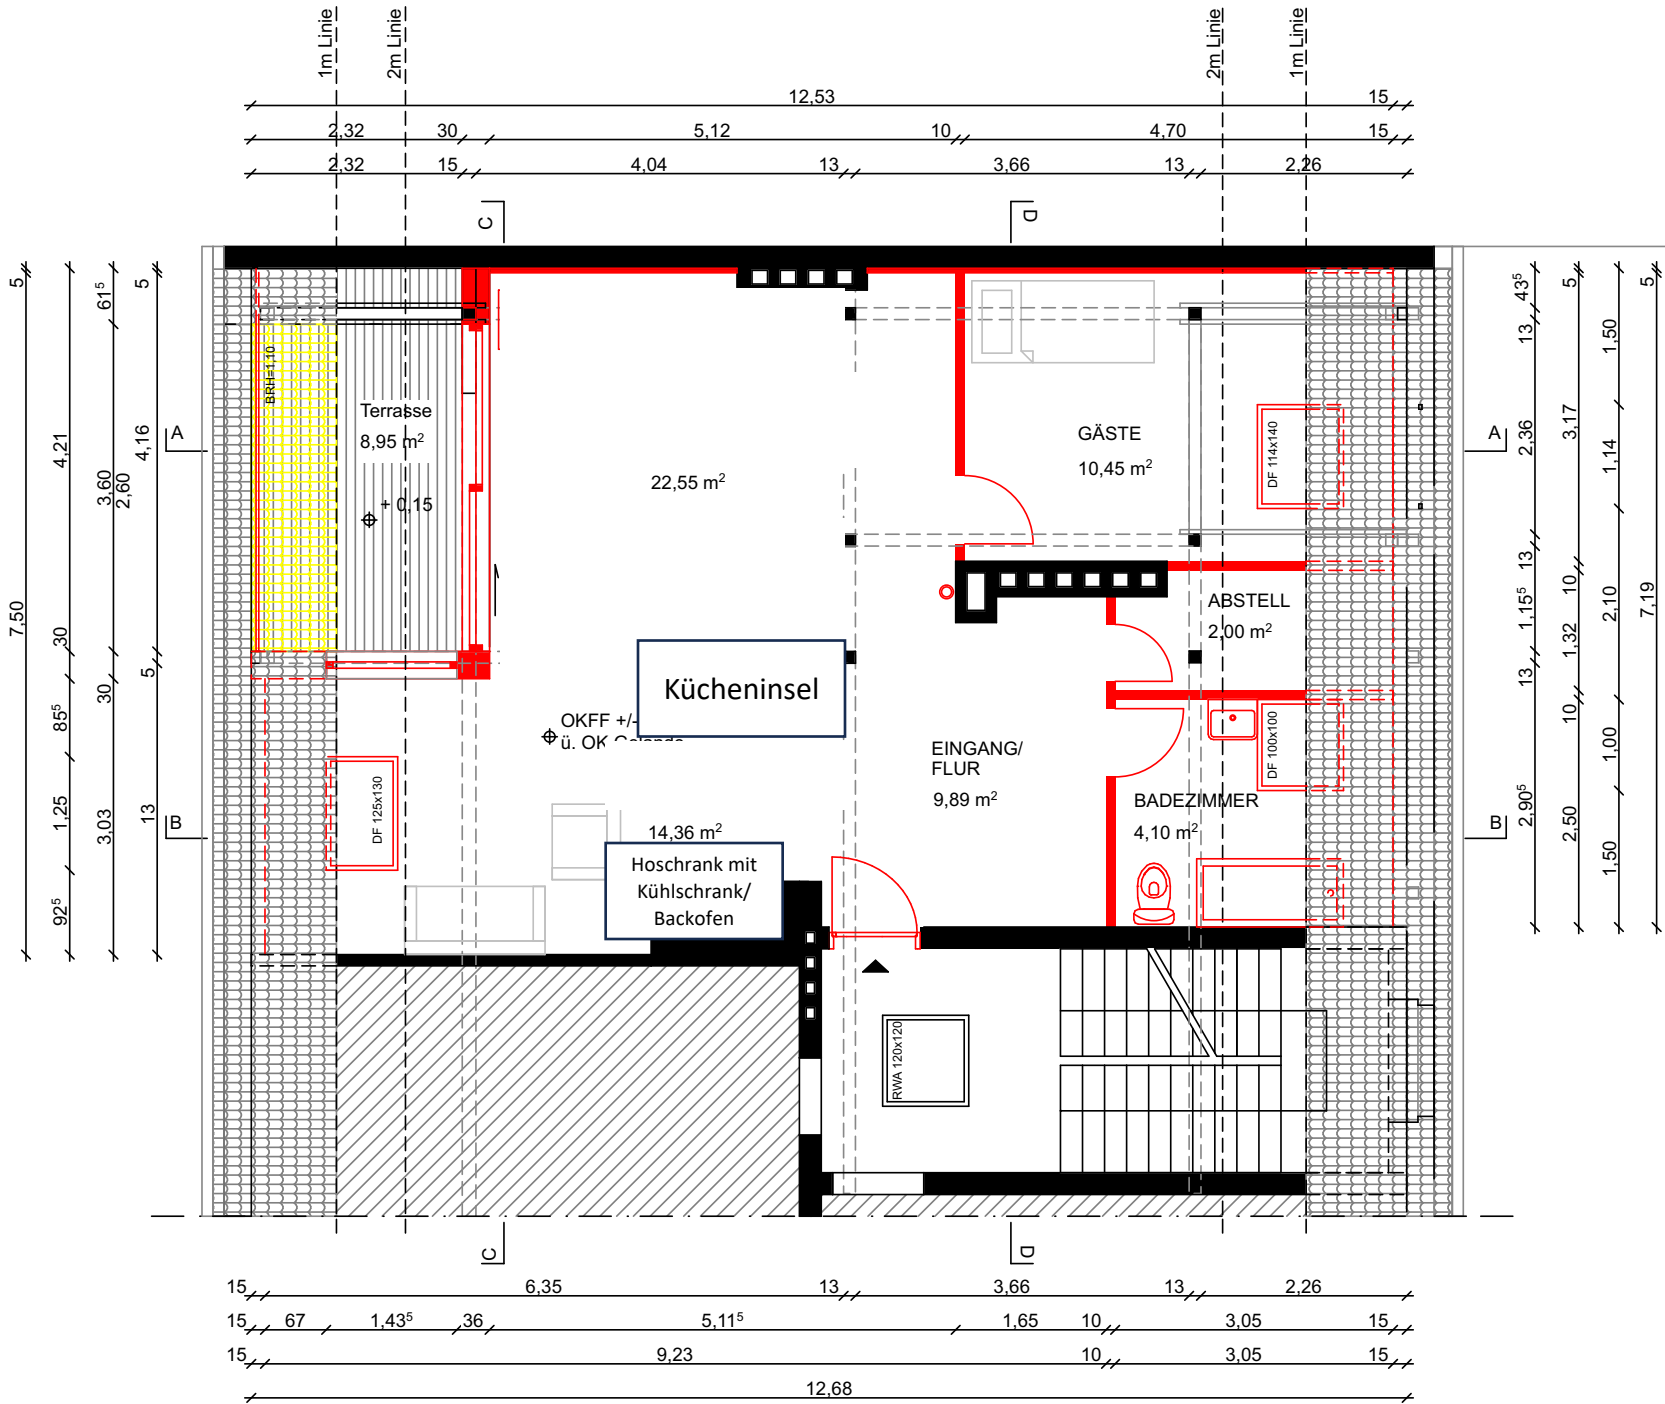 1m Linie
2m Linie
2m Linie
1m Linie
12,53
15
2,32
30
5,12
10
4,70
15
2,32
15
4,04
13
3,66
13
2,26
C
D
5
7,50
4,21
30
85⁵
1,25
92⁵
61⁵
3,60
2,60
30
3,03
5
4,16
5
13
A
B
BRH=1,10
Terrasse
8,95 m²
+ 0,15
22,55 m²
GÄSTE
10,45 m²
DF 114x140
ABSTELL
2,00 m²
Kücheninsel
OKFF +/-
ü. OK
EINGANG/
FLUR
9,89 m²
DF 100x100
BADEZIMMER
4,10 m²
DF 125x130
14,36 m²
Hoschrank mit
Kühlschrank/
Backofen
RWA 120x120
A
B
43⁵
13
2,36
13
1,15⁵
13
2,90⁵
5
3,17
10
1,32
10
2,50
1,50
1,14
2,10
1,00
1,50
5
7,19
C
D
15
6,35
13
3,66
13
2,26
15
67
1,43⁵
36
5,11⁵
1,65
10
3,05
15
15
9,23
10
3,05
15
12,68